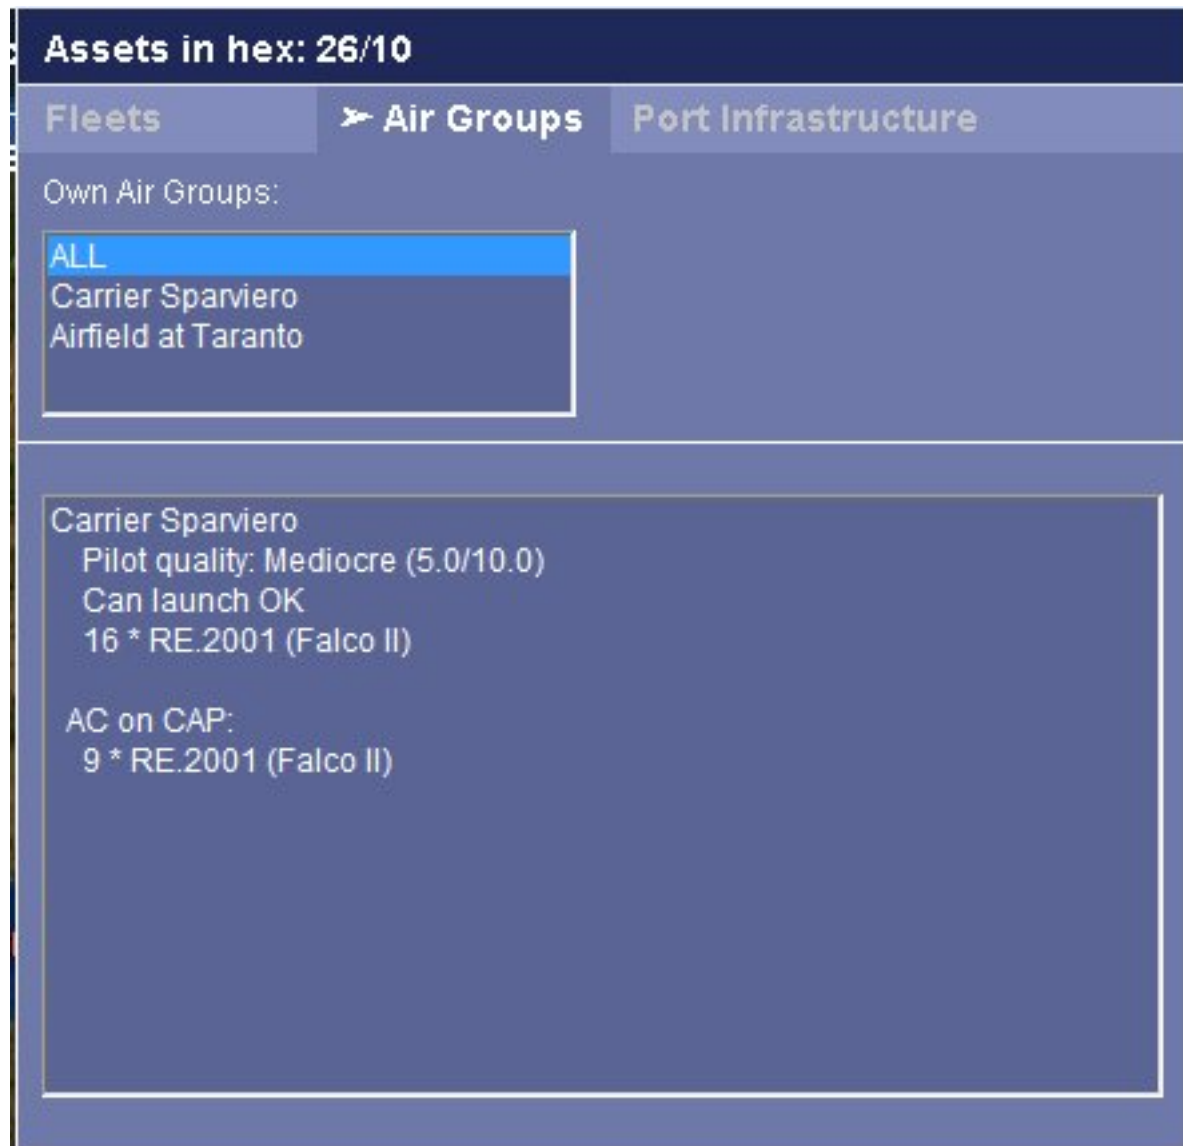 Assets in hex: 26/10
Fleets ➤ Air Groups Port Infrastructure
Own Air Groups:
ALL
Carrier Sparviero
Airfield at Taranto
Carrier Sparviero
Pilot quality: Mediocre (5.0/10.0)
Can launch OK
16 * RE.2001 (Falco II)
AC on CAP:
9 * RE.2001 (Falco II)